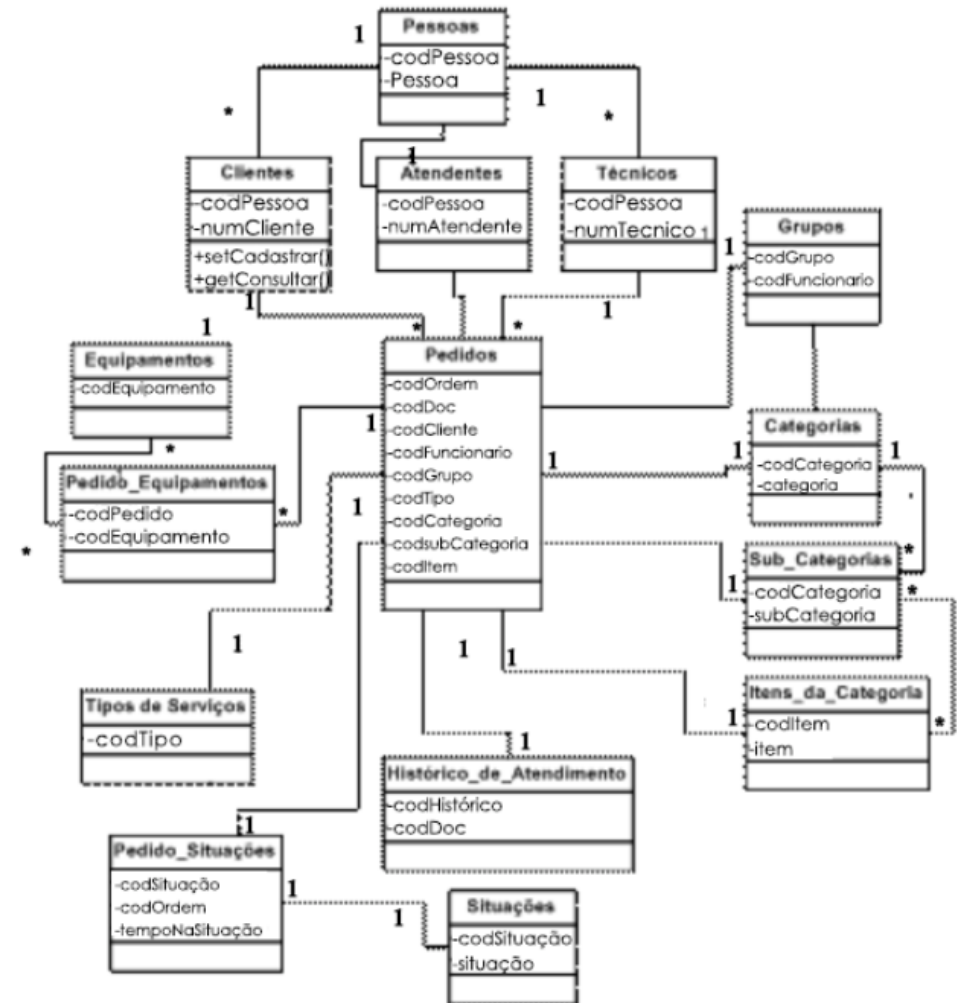 Pessoas
-codPessoa
-Pessoa
1
1
*
*
1
Clientes
-codPessoa
-numCliente
+setCadastrar()
+getConsultar()
Atendentes
-codPessoa
-numAtendente
Técnicos
-codPessoa
-numTecnico 1
Grupos
-codGrupo
-codFuncionario
1
1
1
*
*
1
Equipamentos
-codEquipamento
Pedidos
-codOrdem
-codDoc
-codCliente
-codFuncionario
-codGrupo
-codTipo
-codCategoria
-codsubCategoria
-codItem
1
*
Pedido_Equipamentos
-codPedido
-codEquipamento
*
*
1
1
1
1
Categorias
-codCategoria
-categoria
*
1
Sub_Categorias
-codCategoria
-subCategoria
*
1
1
1
Itens_da_Categoria
-codItem
-item
1
*
Tipos de Serviços
-codTipo
1
Histórico_de_Atendimento
-codHistórico
-codDoc
1
Pedido_Situações
-codSituação
-codOrdem
-tempoNaSituação
1
1
Situações
-codSituação
-situação